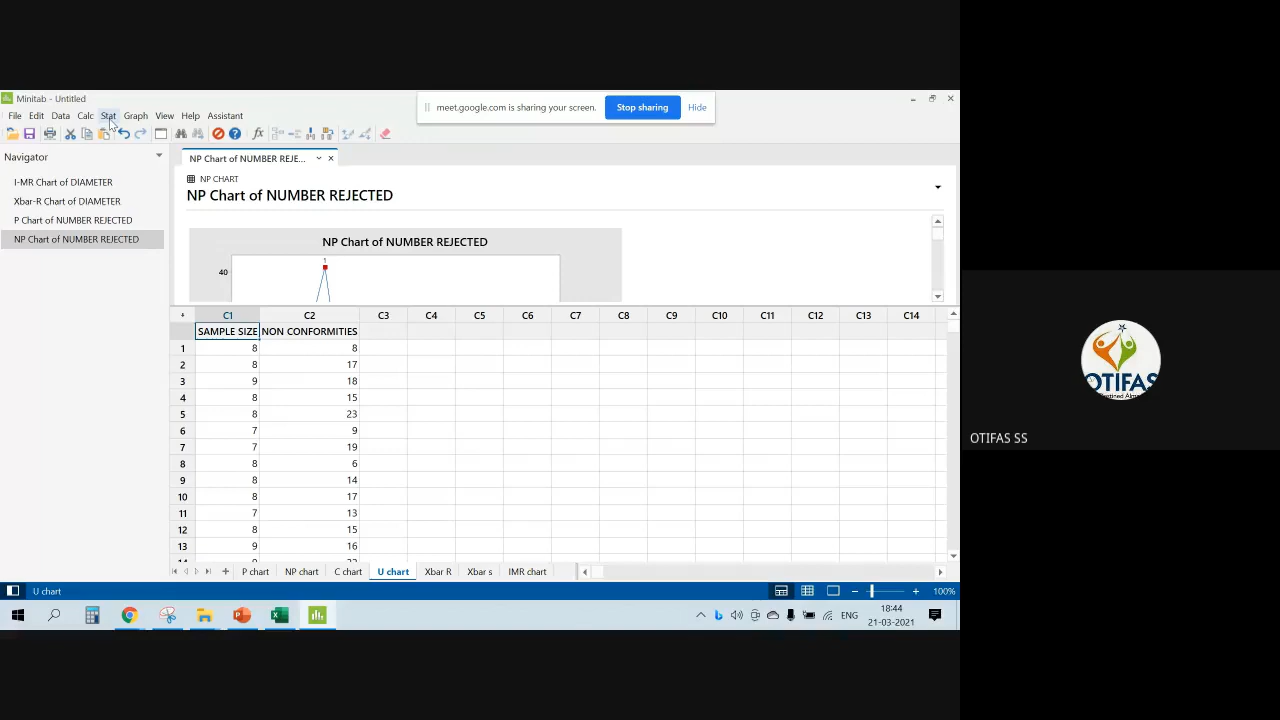 Minitab - Untitled
meet.google.com is sharing your screen. Stop sharing Hide
File Edit Data Calc Stat Graph View Help Assistant
Navigator
I-MR Chart of DIAMETER
Xbar-R Chart of DIAMETER
P Chart of NUMBER REJECTED
NP Chart of NUMBER REJECTED
NP Chart of NUMBER REJE...
NP CHART
NP Chart of NUMBER REJECTED
NP Chart of NUMBER REJECTED
1
40
C1 C2 C3 C4 C5 C6 C7 C8 C9 C10 C11 C12 C13 C14
SAMPLE SIZE NON CONFORMITIES
1 8 8
2 8 17
3 9 18
4 8 15
5 8 23
6 7 9
7 7 19
8 8 6
9 8 14
10 8 17
11 7 13
12 8 15
13 9 16
P chart NP chart C chart U chart Xbar R Xbar s IMR chart
U chart
100%
ENG
18:44
21-03-2021
OTIFAS
OTIFAS SS